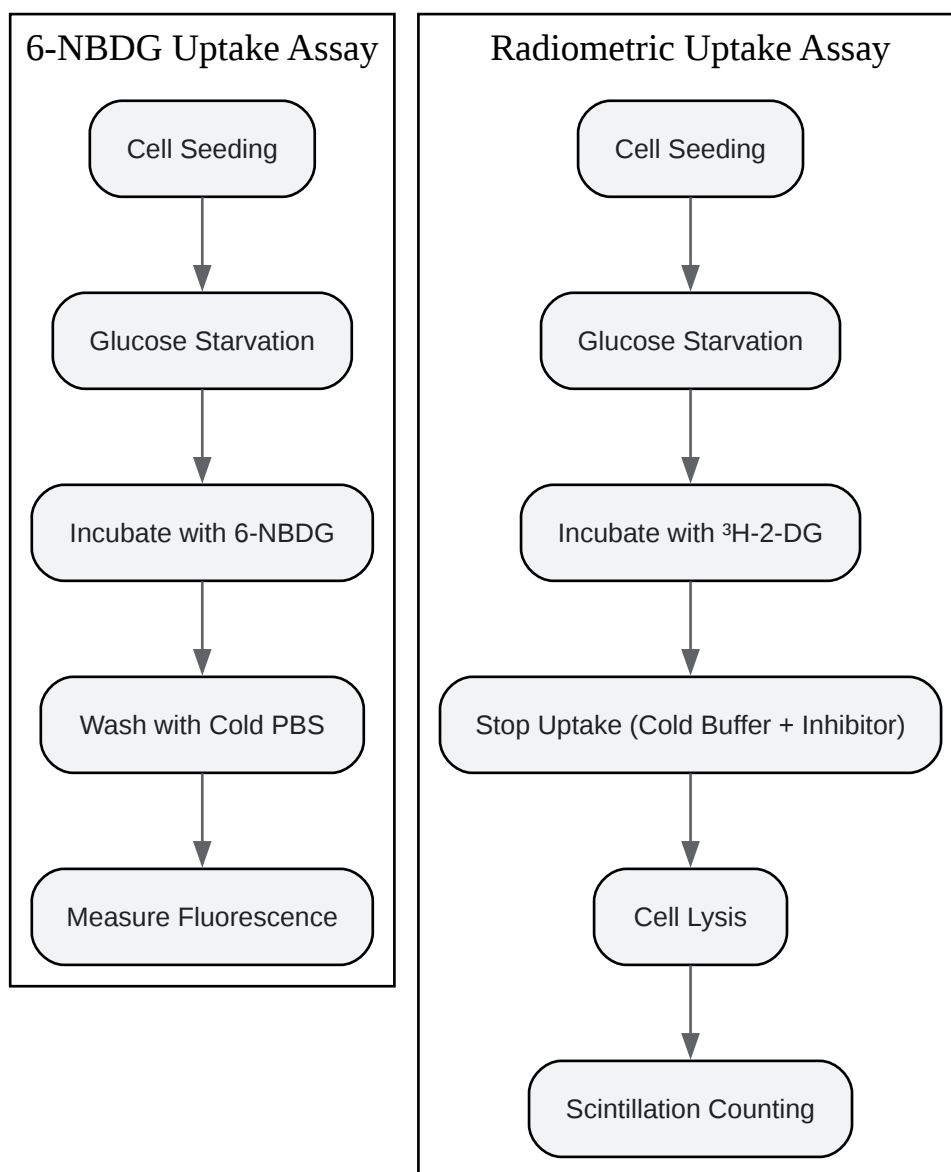 6-NBDG Uptake Assay
Cell Seeding
Glucose Starvation
Incubate with 6-NBDG
Wash with Cold PBS
Measure Fluorescence
Radiometric Uptake Assay
Cell Seeding
Glucose Starvation
Incubate with ³H-2-DG
Stop Uptake (Cold Buffer + Inhibitor)
Cell Lysis
Scintillation Counting